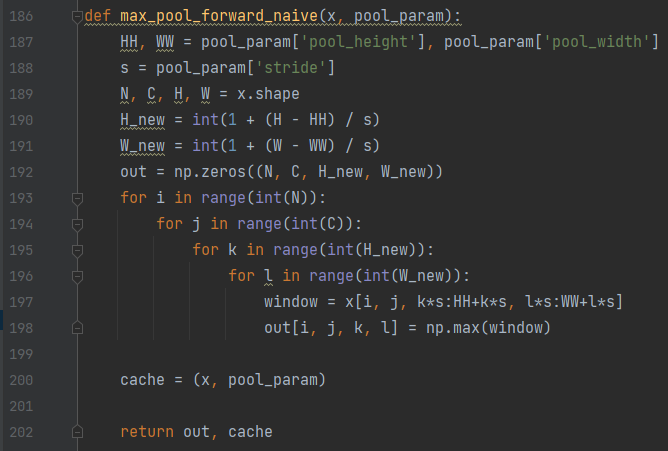 186 def max_pool_forward_naive(x, pool_param):
187     HH, WW = pool_param['pool_height'], pool_param['pool_width']
188     s = pool_param['stride']
189     N, C, H, W = x.shape
190     H_new = int(1 + (H - HH) / s)
191     W_new = int(1 + (W - WW) / s)
192     out = np.zeros((N, C, H_new, W_new))
193     for i in range(int(N)):
194         for j in range(int(C)):
195             for k in range(int(H_new)):
196                 for l in range(int(W_new)):
197                     window = x[i, j, k*s:HH+k*s, l*s:WW+l*s]
198                     out[i, j, k, l] = np.max(window)
199
200     cache = (x, pool_param)
201
202     return out, cache